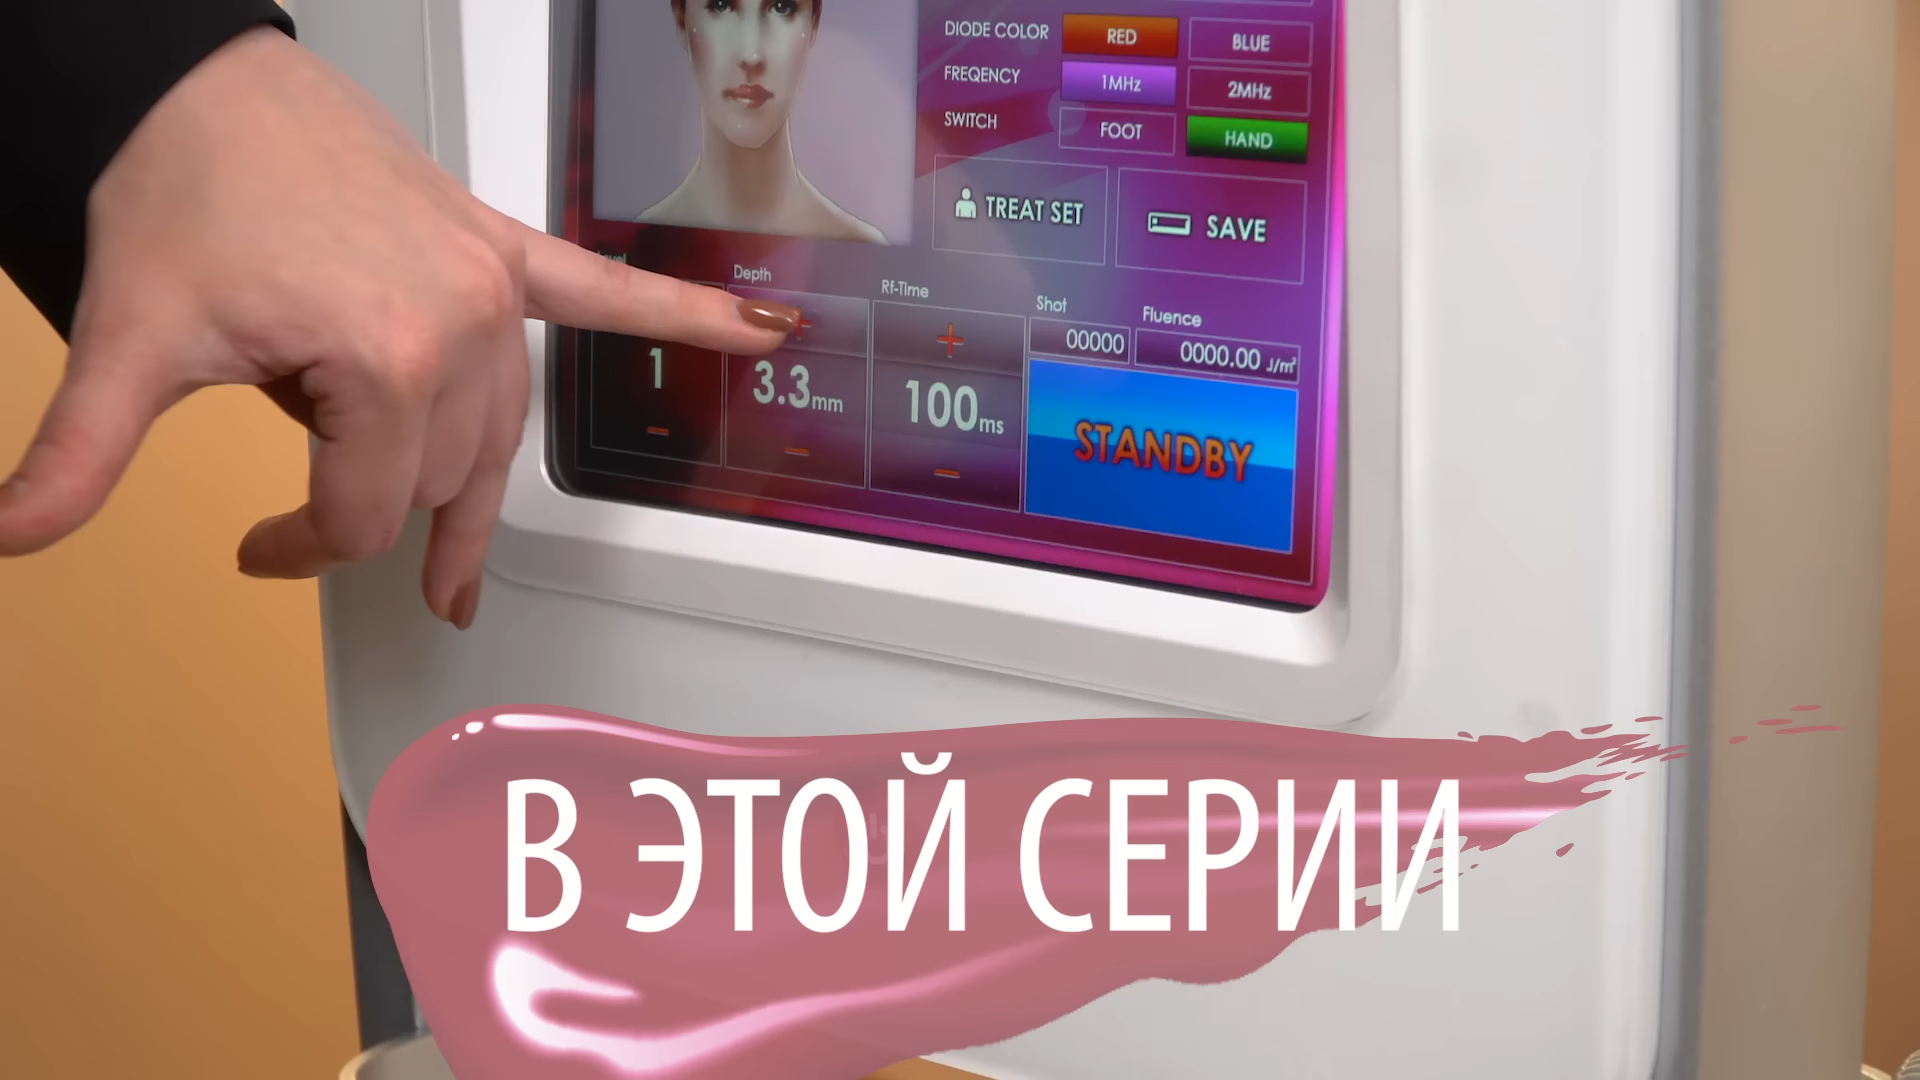 DIODE COLOR RED BLUE
FREQENCY 1MHz 2MHz
SWITCH FOOT HAND
TREAT SET SAVE
Depth Rf-Time Shot Fluence
00000 0000.00 J/m²
1 3.3mm 100ms
STANDBY
В ЭТОЙ СЕРИИ